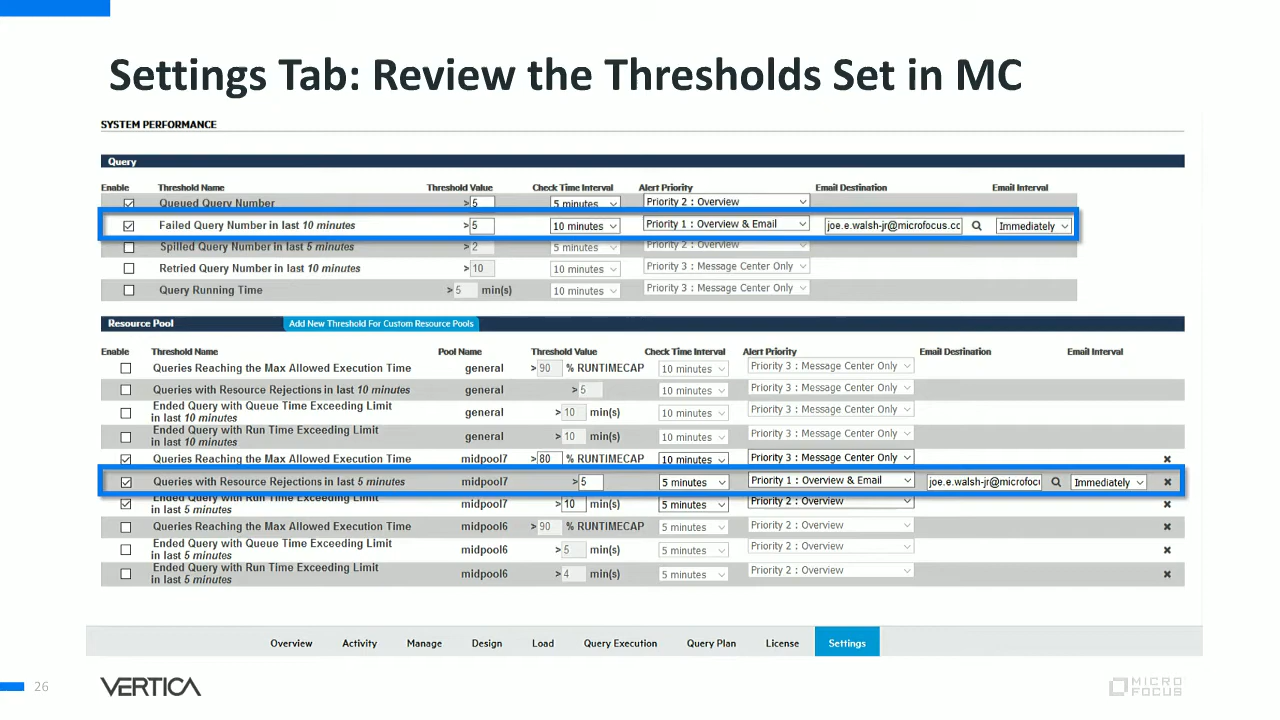 Settings Tab: Review the Thresholds Set in MC
SYSTEM PERFORMANCE
Query
Enable Threshold Name Threshold Value Check Time Interval Alert Priority Email Destination Email Interval
Queued Query Number >5 5 minutes Priority 2 : Overview
Failed Query Number in last 10 minutes >5 10 minutes Priority 1 : Overview & Email joe.e.walsh-jr@microfocus.cc Immediately
Spilled Query Number in last 5 minutes >2 10 minutes Priority 2 : Overview
Retried Query Number in last 10 minutes >10 10 minutes Priority 3 : Message Center Only
Query Running Time >5 min(s) 10 minutes Priority 3 : Message Center Only
Resource Pool Add New Threshold For Custom Resource Pools
Enable Threshold Name Pool Name Threshold Value Check Time Interval Alert Priority Email Destination Email Interval
Queries Reaching the Max Allowed Execution Time general >90 % RUNTIMECAP 10 minutes Priority 3 : Message Center Only
Queries with Resource Rejections in last 10 minutes general >5 10 minutes Priority 3 : Message Center Only
Ended Query with Queue Time Exceeding Limit
in last 10 minutes general >10 min(s) 10 minutes Priority 3 : Message Center Only
Ended Query with Run Time Exceeding Limit
in last 10 minutes general >10 min(s) 10 minutes Priority 3 : Message Center Only
Queries Reaching the Max Allowed Execution Time midpool7 >80 % RUNTIMECAP 10 minutes Priority 3 : Message Center Only
Queries with Resource Rejections in last 5 minutes midpool7 >5 5 minutes Priority 1 : Overview & Email joe.e.walsh-jr@microfoc Immediately
Ended Query with Run Time Exceeding Limit
in last 5 minutes midpool7 >10 min(s) 5 minutes Priority 2 : Overview
Queries Reaching the Max Allowed Execution Time midpool6 >90 % RUNTIMECAP 5 minutes Priority 2 : Overview
Ended Query with Queue Time Exceeding Limit
in last 5 minutes midpool6 >5 min(s) 5 minutes Priority 2 : Overview
Ended Query with Run Time Exceeding Limit
in last 5 minutes midpool6 >4 min(s) 5 minutes Priority 2 : Overview
Overview Activity Manage Design Load Query Execution Query Plan License Settings
26 VERTICA MICRO
FOCUS